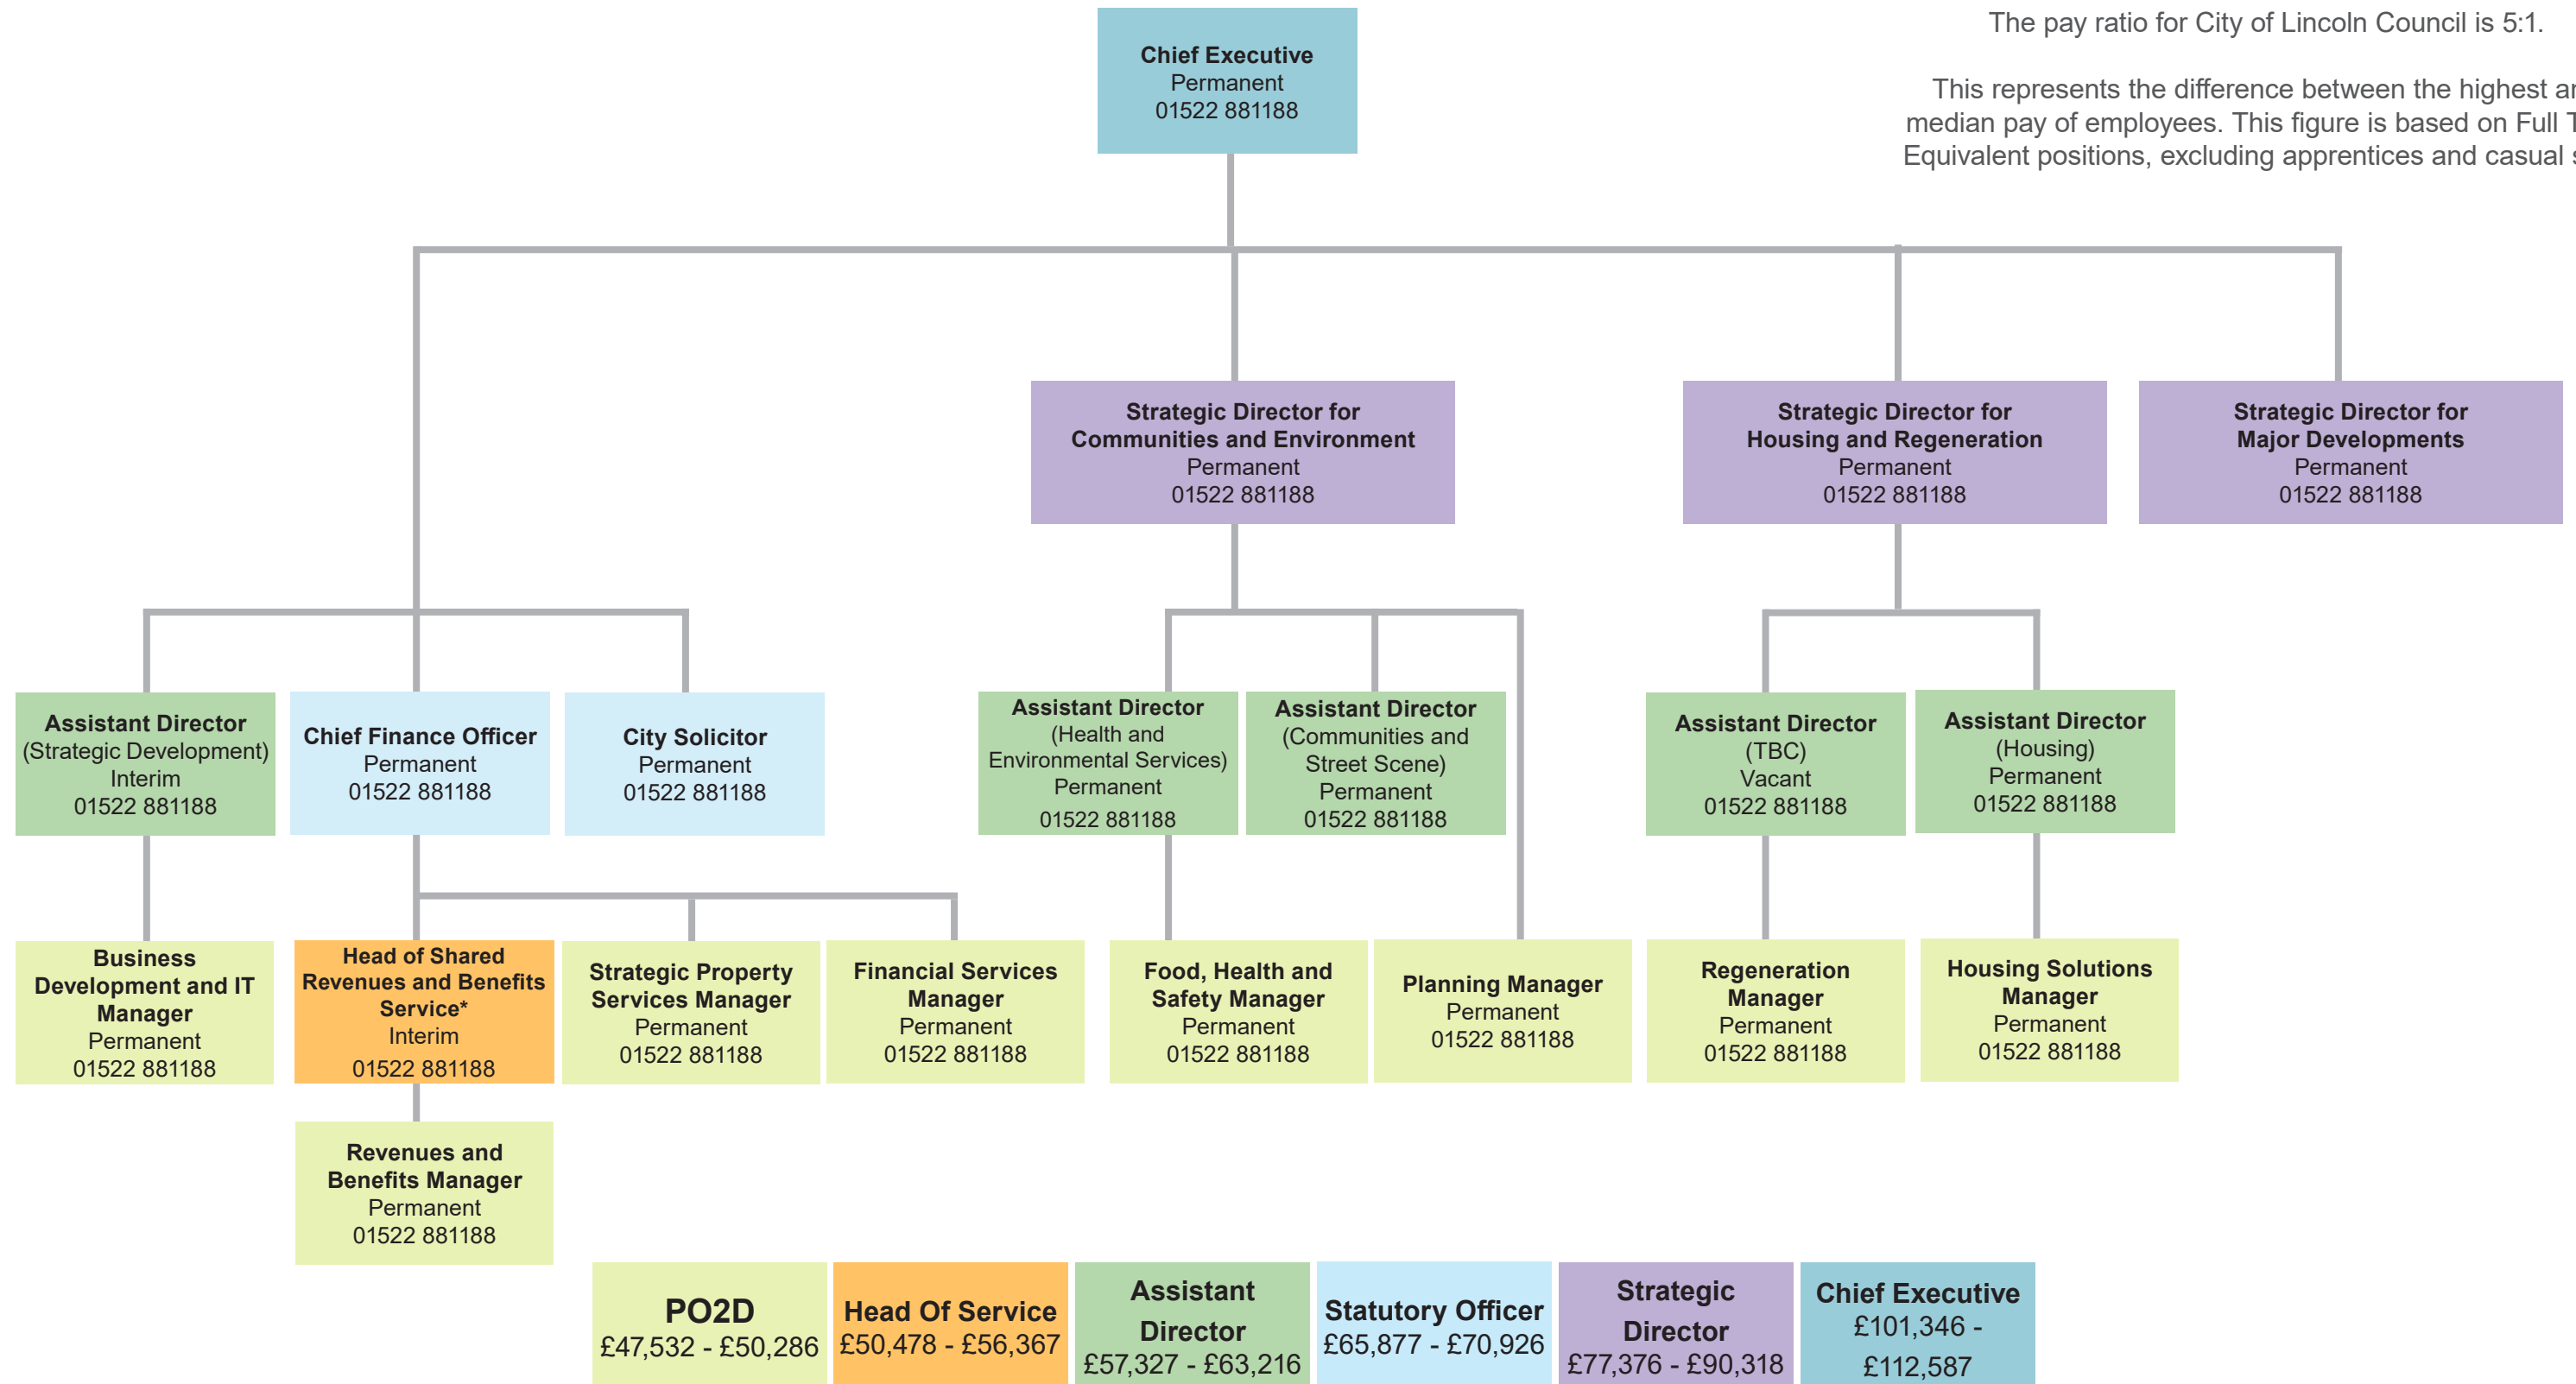 Chief Executive
Permanent
01522 881188
The pay ratio for City of Lincoln Council is 5:1.
This represents the difference between the highest
median pay of employees. This figure is based on Full
Equivalent positions, excluding apprentices and casual
Strategic Director for
Communities and Environment
Permanent
01522 881188
Strategic Director for
Housing and Regeneration
Permanent
01522 881188
Strategic Director for
Major Developments
Permanent
01522 881188
Assistant Director
(Strategic Development)
Interim
01522 881188
Chief Finance Officer
Permanent
01522 881188
City Solicitor
Permanent
01522 881188
Assistant Director
(Health and
Environmental Services)
Permanent
01522 881188
Assistant Director
(Communities and
Street Scene)
Permanent
01522 881188
Assistant Director
(TBC)
Vacant
01522 881188
Assistant Director
(Housing)
Permanent
01522 881188
Business
Development and IT
Manager
Permanent
01522 881188
Head of Shared
Revenues and Benefits
Service*
Interim
01522 881188
Strategic Property
Services Manager
Permanent
01522 881188
Financial Services
Manager
Permanent
01522 881188
Food, Health and
Safety Manager
Permanent
01522 881188
Planning Manager
Permanent
01522 881188
Regeneration
Manager
Permanent
01522 881188
Housing Solutions
Manager
Permanent
01522 881188
Revenues and
Benefits Manager
Permanent
01522 881188
PO2D
£47,532 - £50,286
Head Of Service
£50,478 - £56,367
Assistant
Director
£57,327 - £63,216
Statutory Officer
£65,877 - £70,926
Strategic
Director
£77,376 - £90,318
Chief Executive
£101,346 -
£112,587